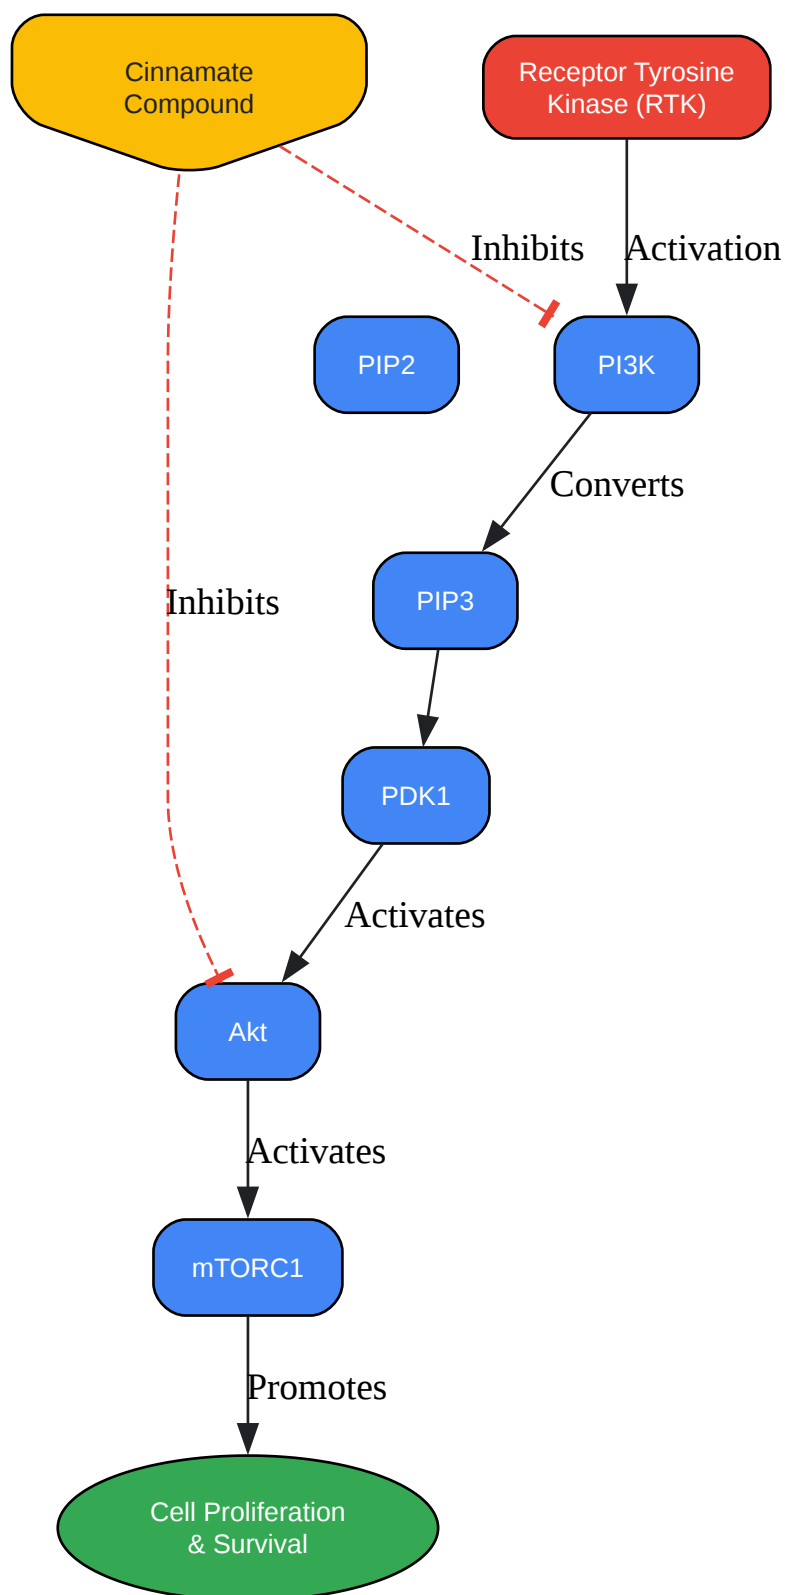 Cinnamate
Compound
Receptor Tyrosine
Kinase (RTK)
Inhibits
Activation
PIP2
PI3K
Converts
Inhibits
PIP3
PDK1
Activates
Akt
Activates
mTORC1
Promotes
Cell Proliferation
& Survival